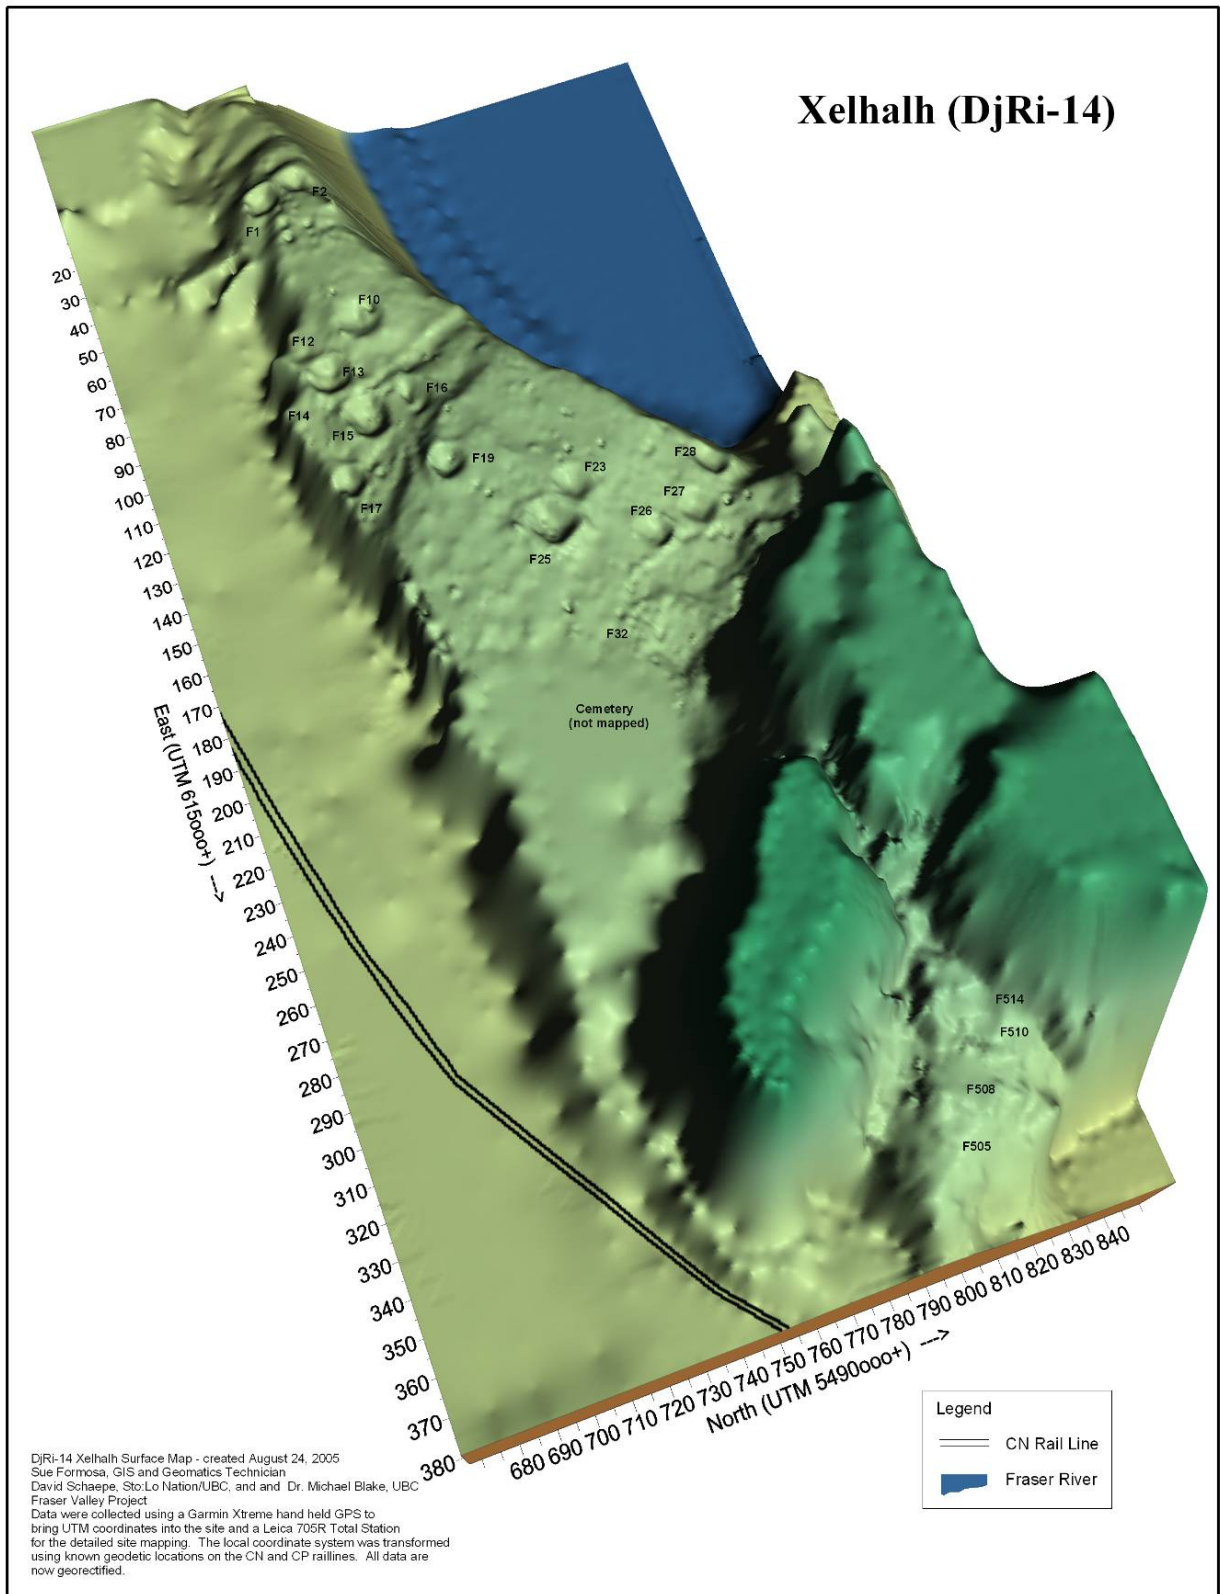 Xelhalh (DjRi-14)
F2
F1
F10
F12
F13
F16
F14
F15
F19
F28
F23
F27
F17
F26
F25
F32
Cemetery
(not mapped)
F514
F510
F508
F505
20
30
40
50
60
70
80
90
100
110
120
130
140
150
160
170
180
190
200
210
220
230
240
250
260
270
280
290
300
310
320
330
340
350
360
370
380
East (UTM 615ooo+) --->
680 690 700 710 720 730 740 750 760 770 780 790 800 810 820 830 840
North (UTM 5490ooo+) --->
Legend
CN Rail Line
Fraser River
DjRi-14 Xelhalh Surface Map - created August 24, 2005
Sue Formosa, GIS and Geomatics Technician
David Schaepe, Sto:Lo Nation/UBC, and and Dr. Michael Blake, UBC
Fraser Valley Project
Data were collected using a Garmin Xtreme hand held GPS to
bring UTM coordinates into the site and a Leica 705R Total Station
for the detailed site mapping. The local coordinate system was transformed
using known geodetic locations on the CN and CP raillines. All data are
now georectified.